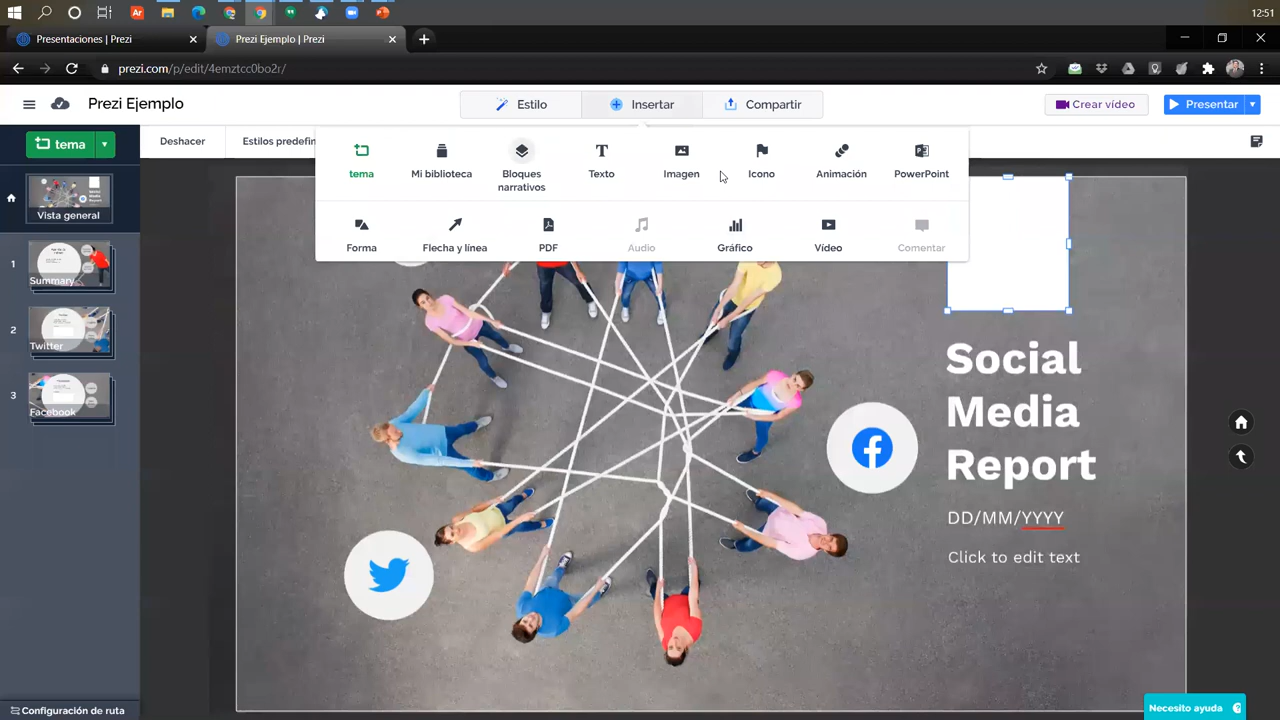 12:51
Presentaciones | Prezi
Prezi Ejemplo | Prezi
prezi.com/p/edit/4emztcc0bo2r/
Prezi Ejemplo
Estilo
Insertar
Compartir
Crear vídeo
Presentar
tema
Deshacer
Estilos predefin
tema
Mi biblioteca
Bloques narrativos
Texto
Imagen
Icono
Animación
PowerPoint
Forma
Flecha y línea
PDF
Audio
Gráfico
Vídeo
Comentar
Vista general
1
Summary
2
Twitter
3
Facebook
Social
Media
Report
DD/MM/YYYY
Click to edit text
Configuración de ruta
Necesito ayuda